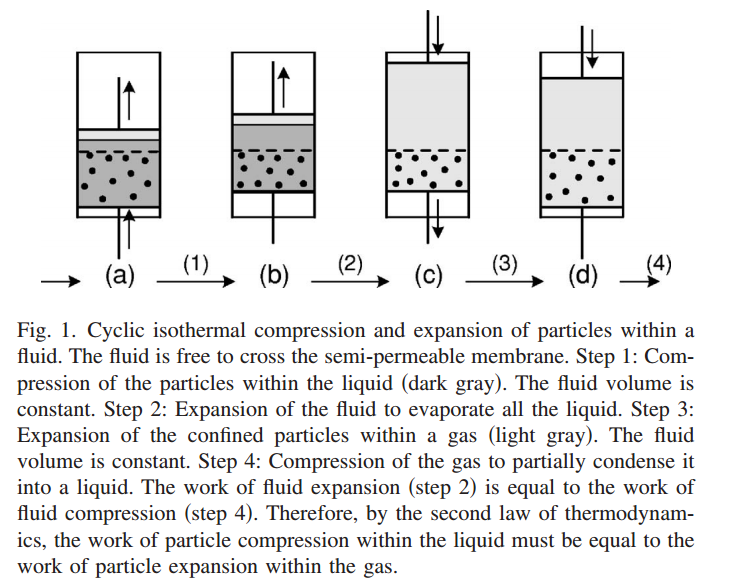 (1) (2) (3) (4)
(a) (b) (c) (d)
Fig. 1. Cyclic isothermal compression and expansion of particles within a
fluid. The fluid is free to cross the semi-permeable membrane. Step 1: Com-
pression of the particles within the liquid (dark gray). The fluid volume is
constant. Step 2: Expansion of the fluid to evaporate all the liquid. Step 3:
Expansion of the confined particles within a gas (light gray). The fluid
volume is constant. Step 4: Compression of the gas to partially condense it
into a liquid. The work of fluid expansion (step 2) is equal to the work of
fluid compression (step 4). Therefore, by the second law of thermodynam-
ics, the work of particle compression within the liquid must be equal to the
work of particle expansion within the gas.